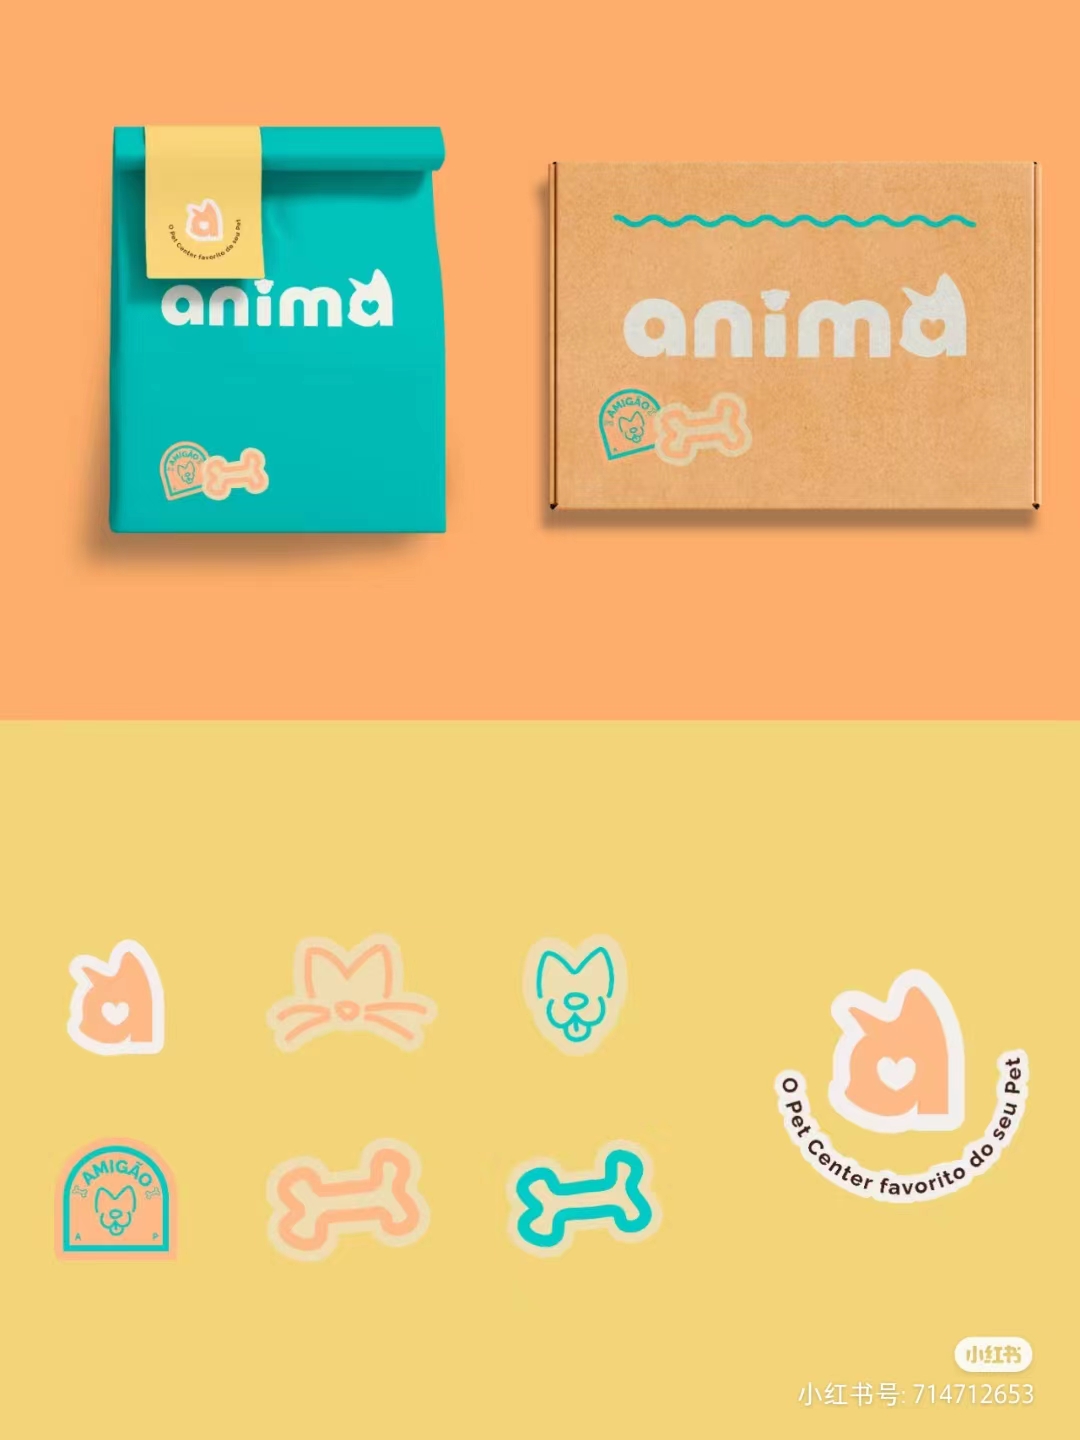 O Pet Center favorito do seu Pet
anima
AMIGÃO
anima
AMIGÃO
AMIGÃO
A P
O Pet Center favorito do seu Pet
小红书
小红书号: 714712653